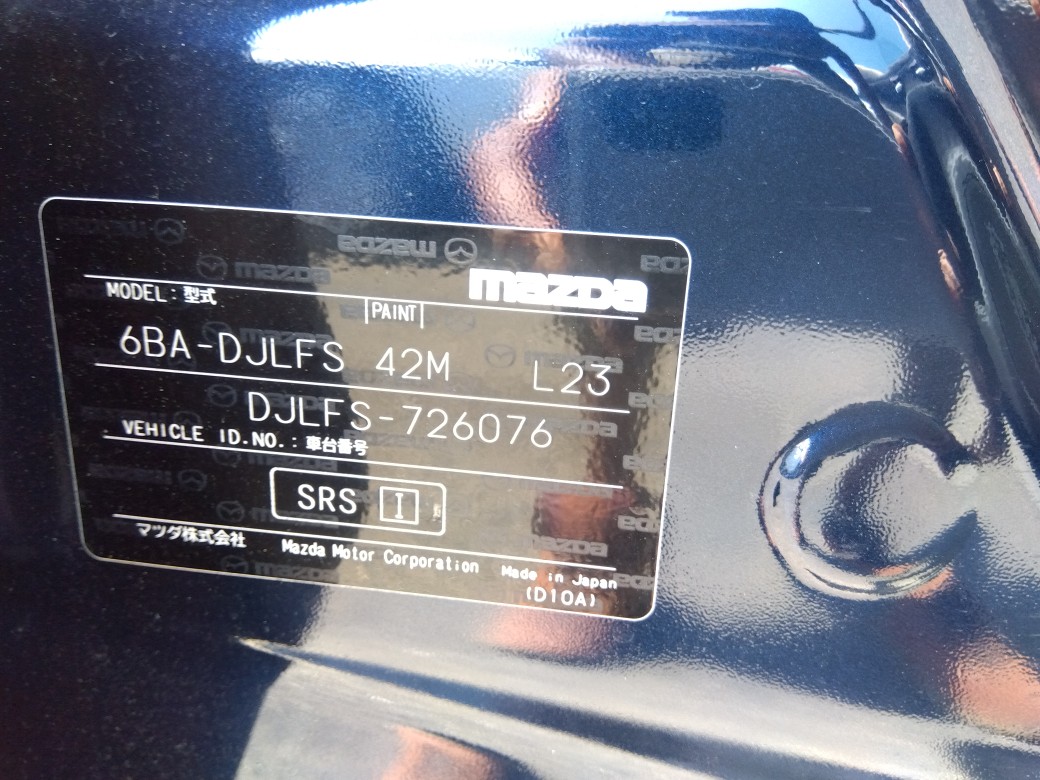 mazda
MODEL：型式
PAINT
6BA-DJLFS 42M L23
DJLFS-726076
VEHICLE ID.NO.：車台番号
SRS I
マツダ株式会社 Mazda Motor Corporation Made in Japan
(D10A)